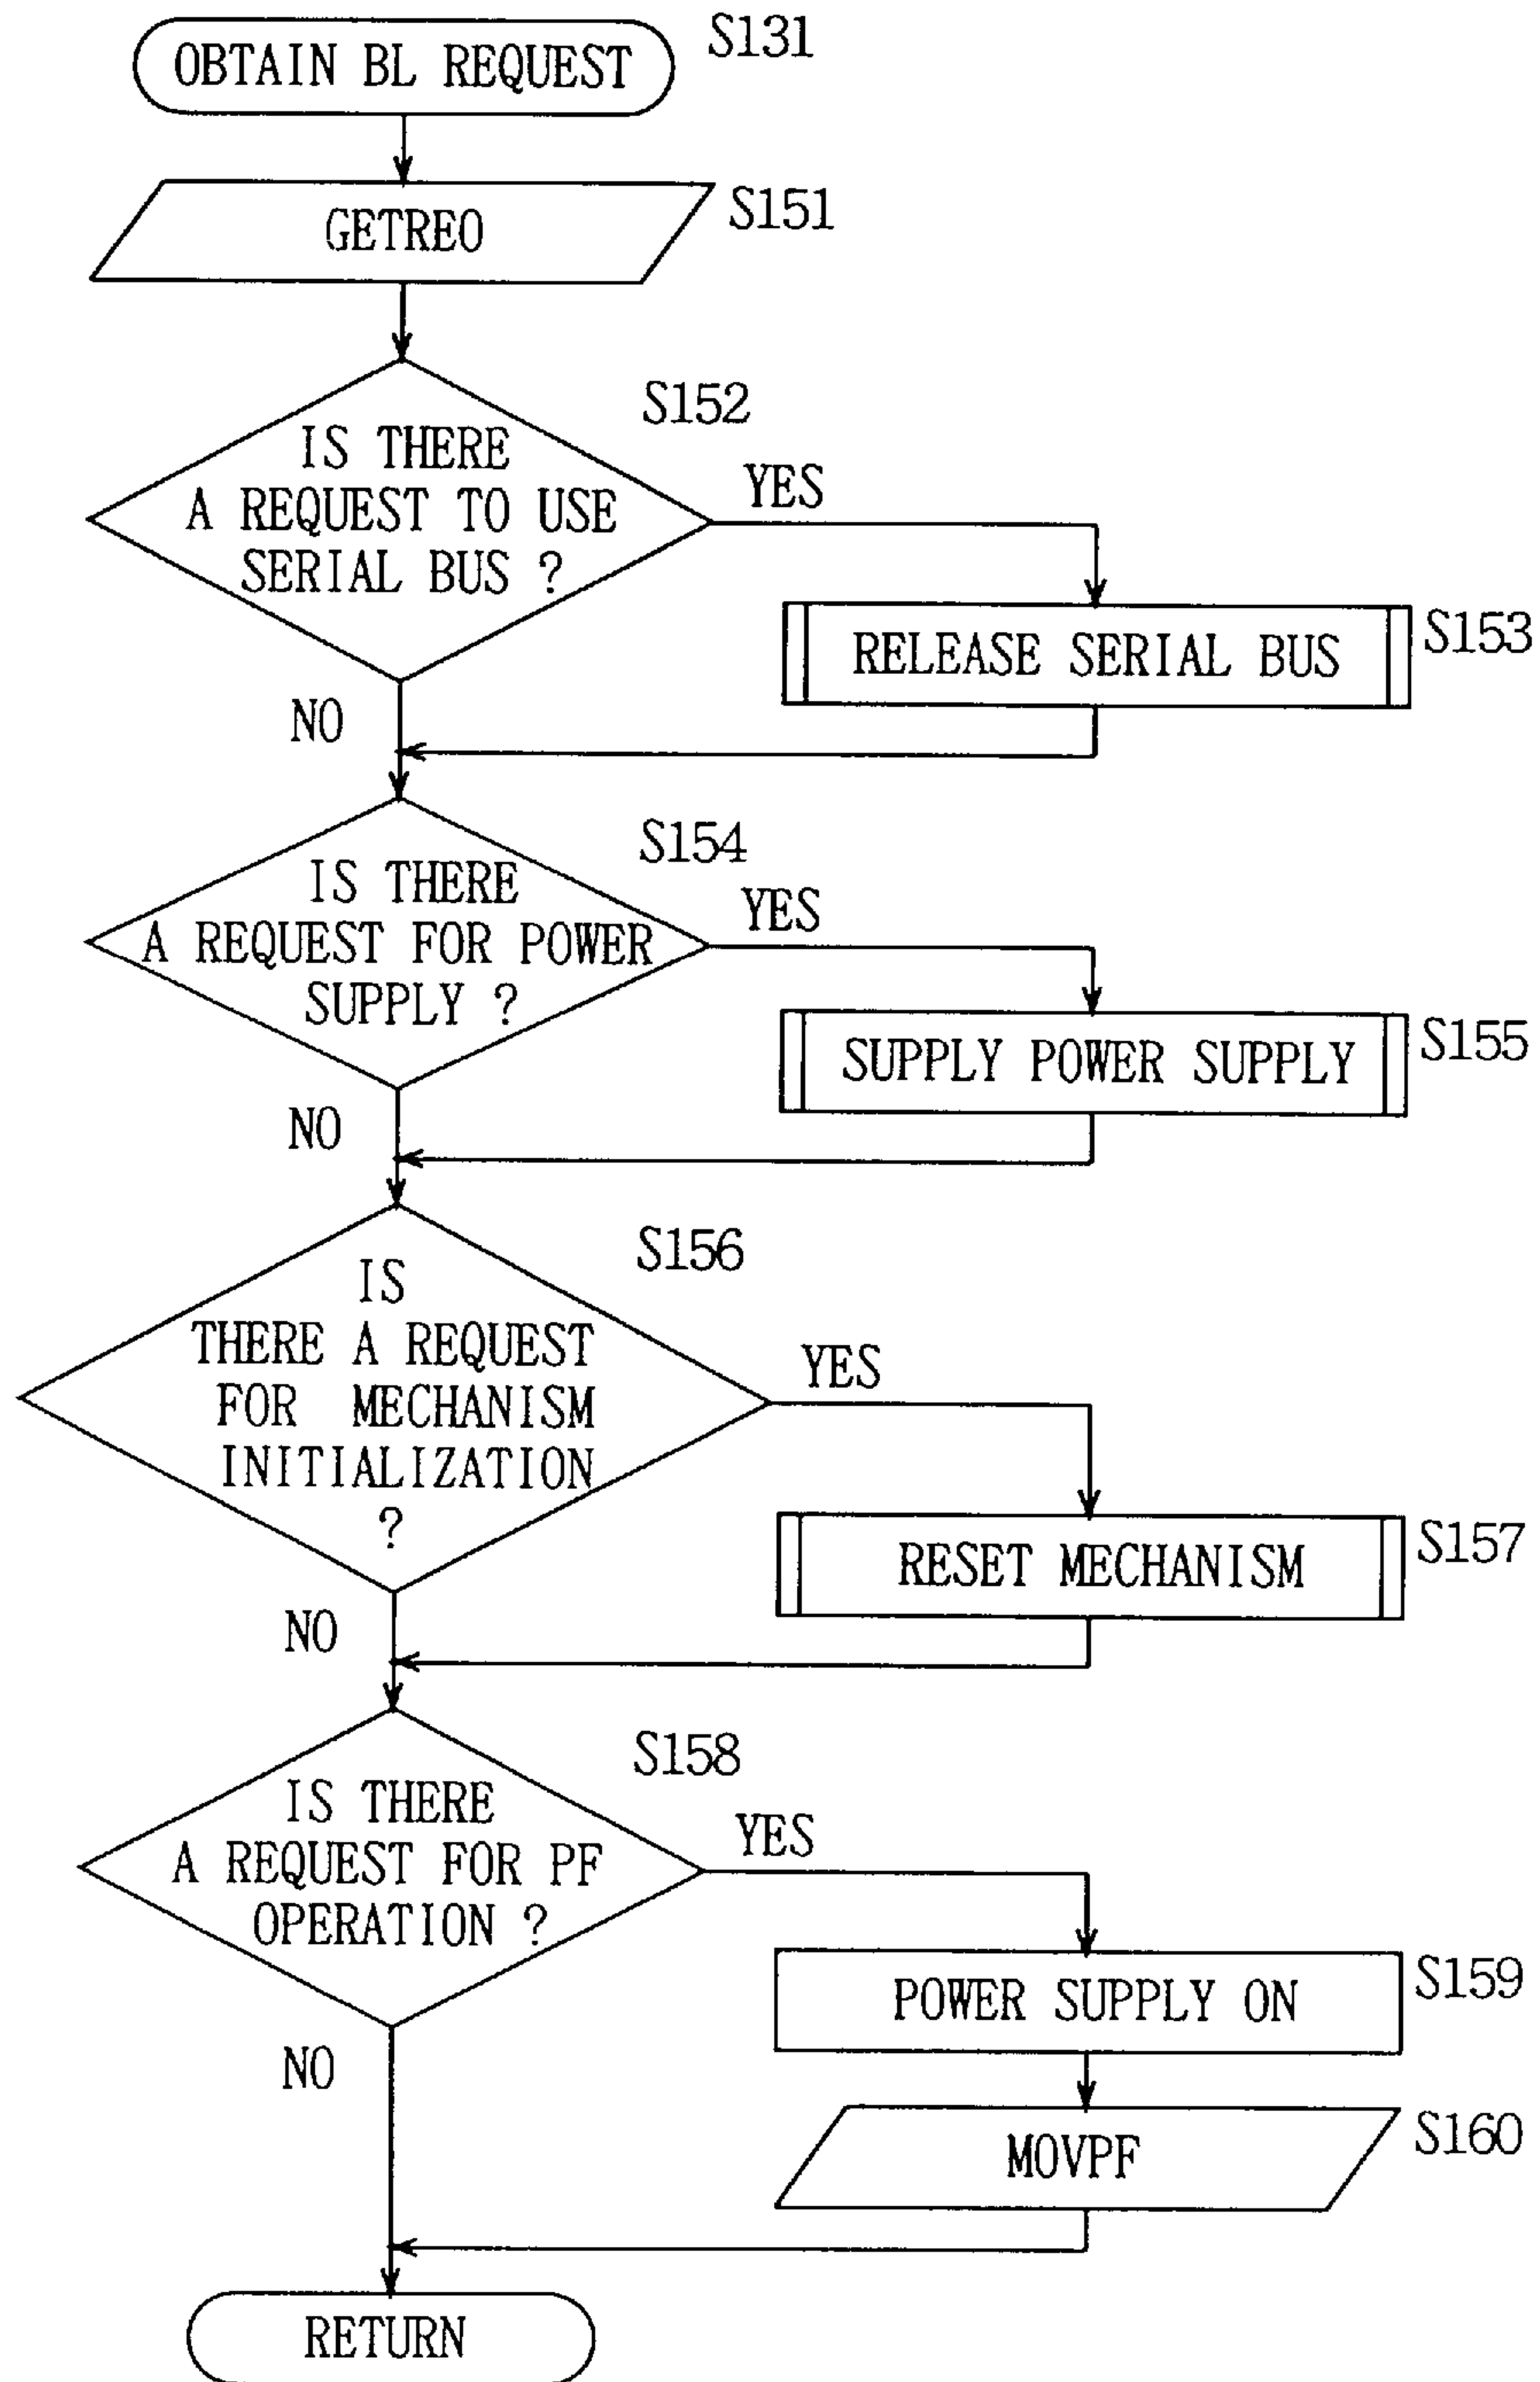 OBTAIN BL REQUEST
S131
GETREO
S151
S152
IS THERE
A REQUEST TO USE
SERIAL BUS ?
YES
RELEASE SERIAL BUS
S153
NO
S154
IS THERE
A REQUEST FOR POWER
SUPPLY ?
YES
SUPPLY POWER SUPPLY
S155
NO
S156
IS
THERE A REQUEST
FOR MECHANISM
INITIALIZATION
?
YES
RESET MECHANISM
S157
NO
S158
IS THERE
A REQUEST FOR PF
OPERATION ?
YES
POWER SUPPLY ON
S159
NO
MOVPF
S160
RETURN